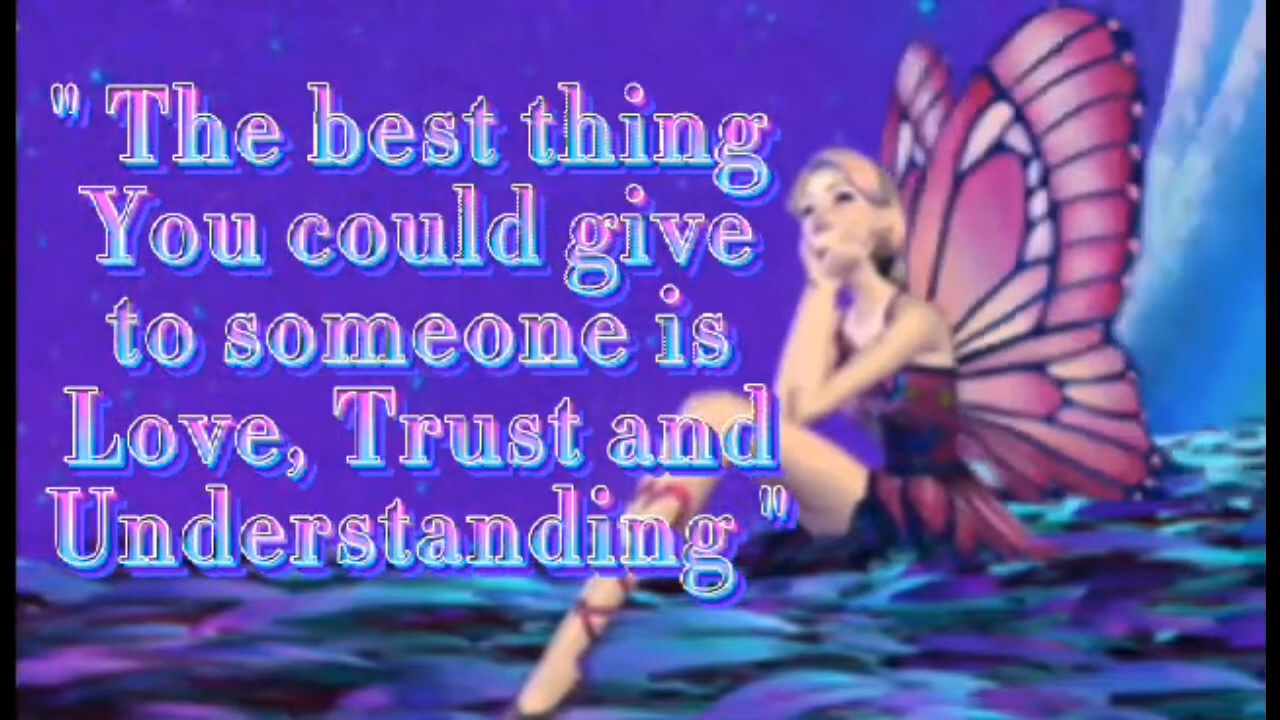 " The best thing
You could give
to someone is
Love, Trust and
Understanding "